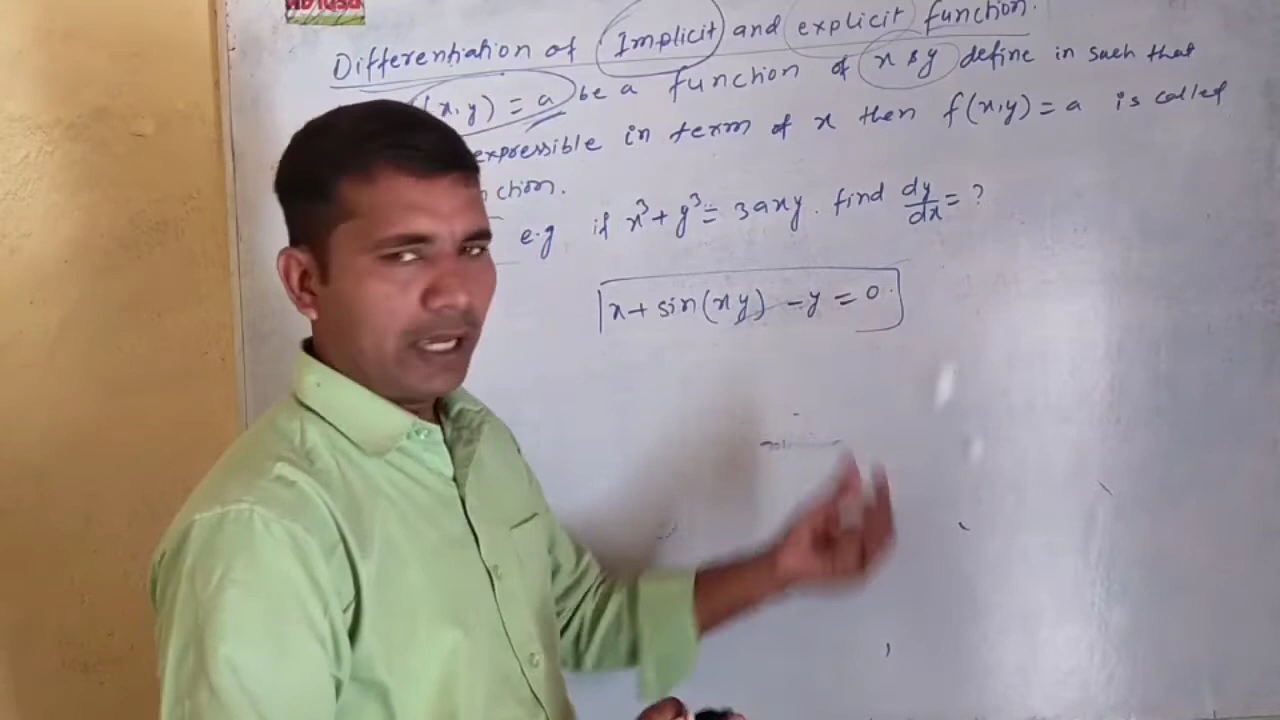 Differentiation of Implicit and explicit function.
(x, y) = a be a function of x & y define in such that
expressible in term of x then f(x,y) = a is called
e.g if x³ + y³ = 3axy. find dy/dx = ?
x + sin(xy) - y = 0.